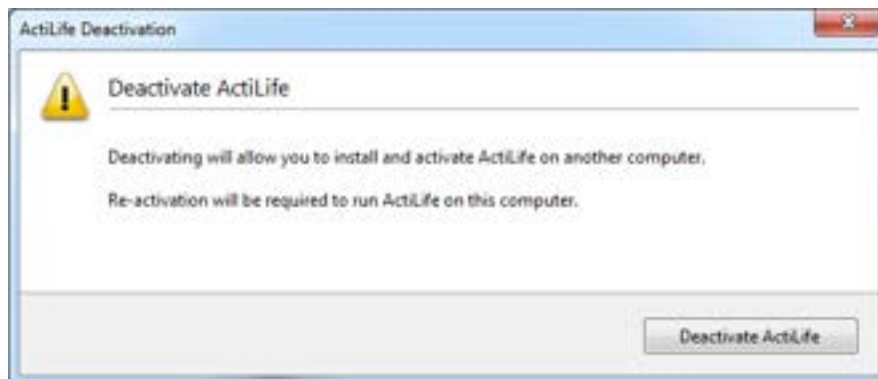 ActiLife Deactivation
Deactivate ActiLife
Deactivating will allow you to install and activate ActiLife on another computer.
Re-activation will be required to run ActiLife on this computer.
Deactivate ActiLife